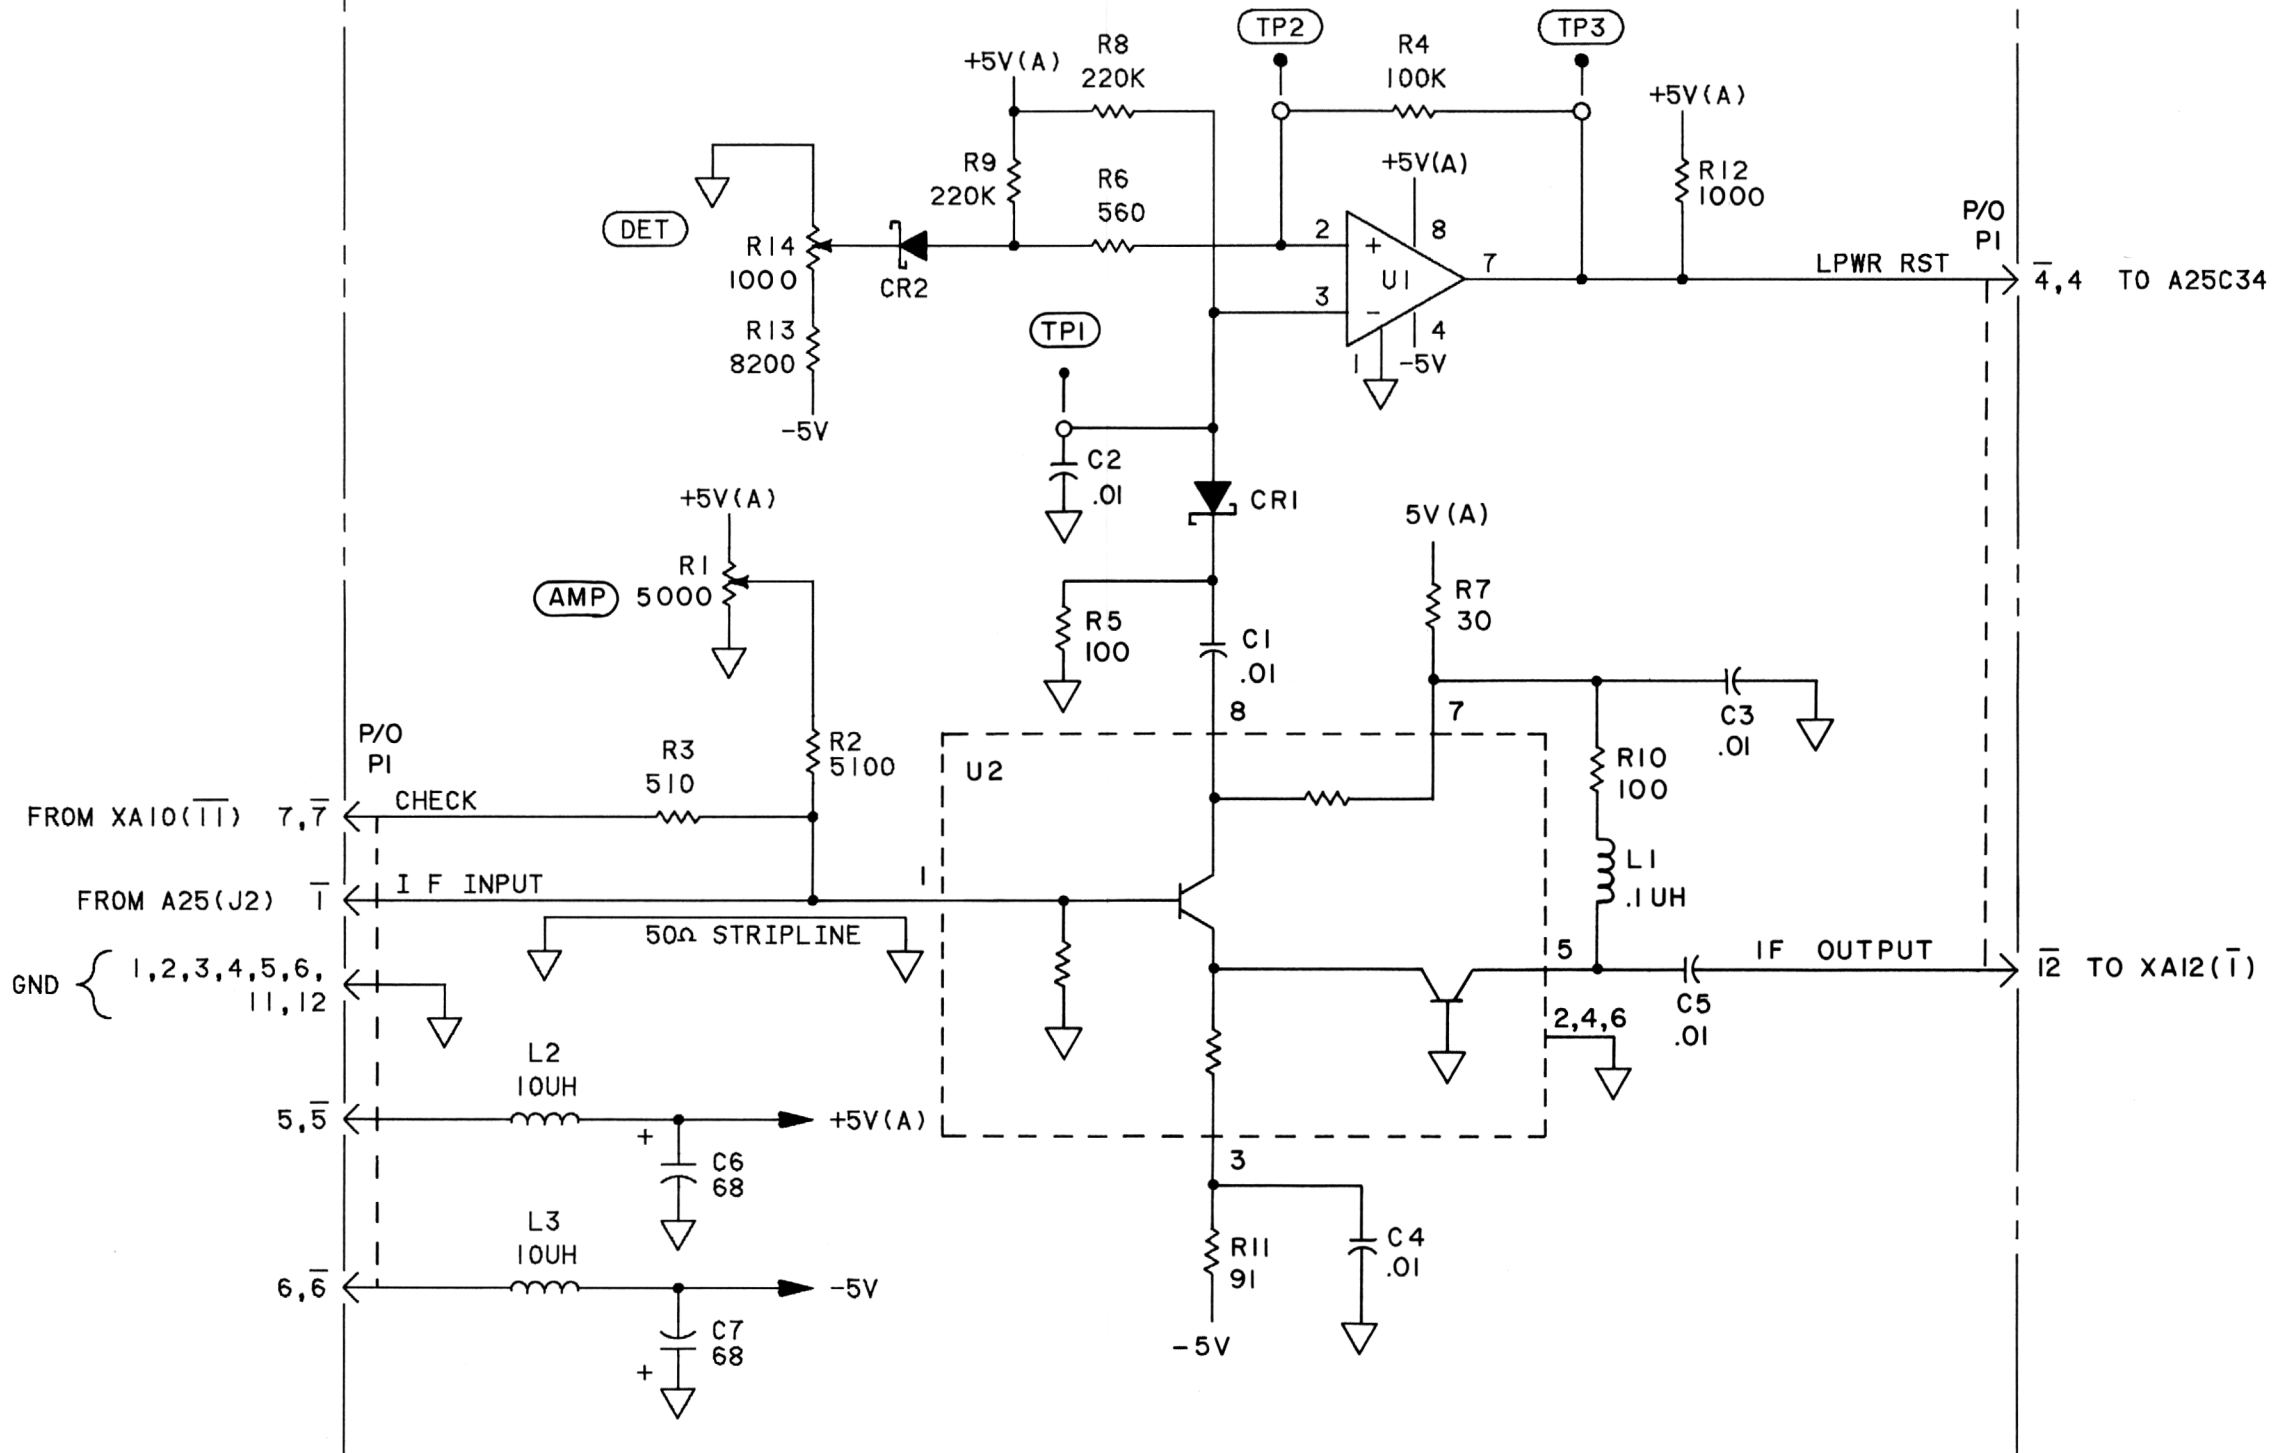 TP2
TP3
R8
220K
+5V(A)
R4
100K
+5V(A)
R9
220K
R6
560
+5V(A)
R12
1000
P/O
P1
DET
R14
1000
CR2
2
+
8
U1
7
LPWR RST
4̅,4 TO A25C34
3
-
4
-5V
1
R13
8200
-5V
TP1
C2
.01
CR1
+5V(A)
R1
5000
AMP
5V(A)
R7
30
R5
100
C1
.01
8
7
C3
.01
P/O
P1
R3
510
R2
5100
U2
R10
100
FROM XA10(1̅1̅) 7,7̅
CHECK
L1
.1UH
FROM A25(J2) 1̅
IF INPUT
1
50Ω STRIPLINE
GND { 1,2,3,4,5,6,
11,12
5
IF OUTPUT
1̅2̅ TO XA12(1̅)
C5
.01
2,4,6
L2
10UH
5,5̅
+
+5V(A)
C6
68
3
L3
10UH
6,6̅
-5V
C7
68
+
R11
91
C4
.01
-5V